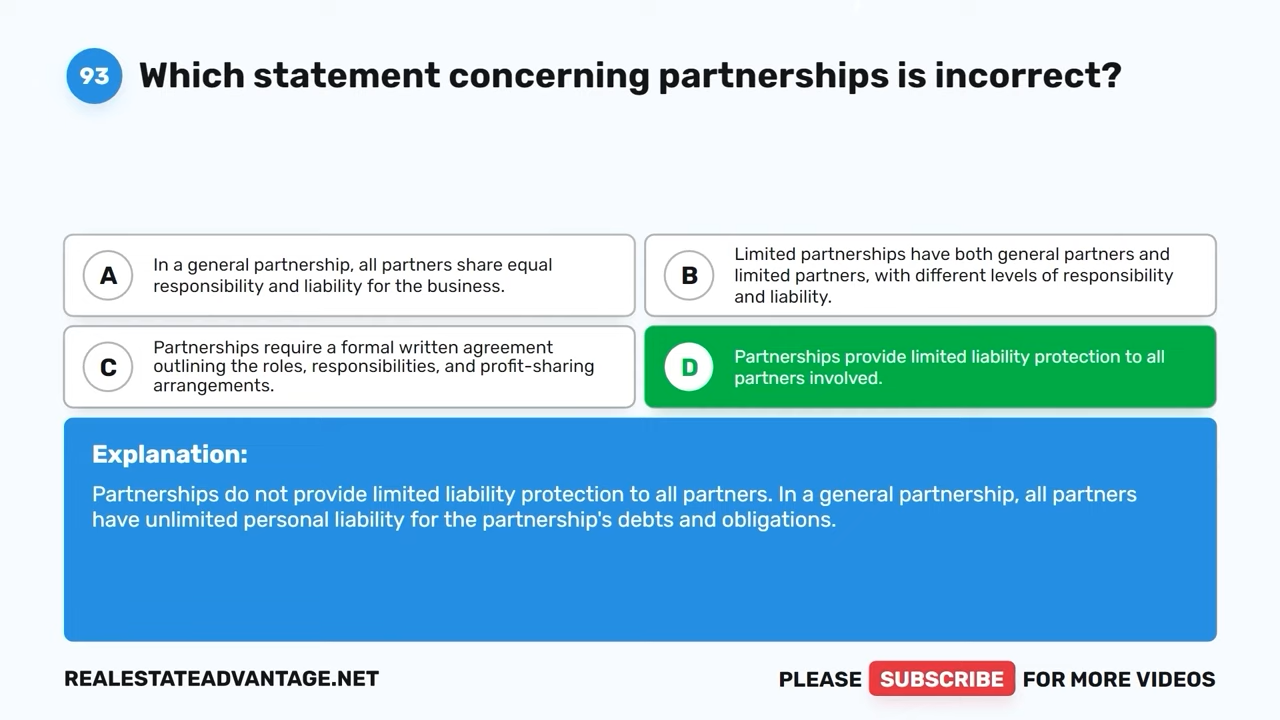 93 Which statement concerning partnerships is incorrect?
A In a general partnership, all partners share equal
responsibility and liability for the business.
B Limited partnerships have both general partners and
limited partners, with different levels of responsibility
and liability.
C Partnerships require a formal written agreement
outlining the roles, responsibilities, and profit-sharing
arrangements.
D Partnerships provide limited liability protection to all
partners involved.
Explanation:
Partnerships do not provide limited liability protection to all partners. In a general partnership, all partners
have unlimited personal liability for the partnership's debts and obligations.
REALESTATEADVANTAGE.NET
PLEASE SUBSCRIBE FOR MORE VIDEOS